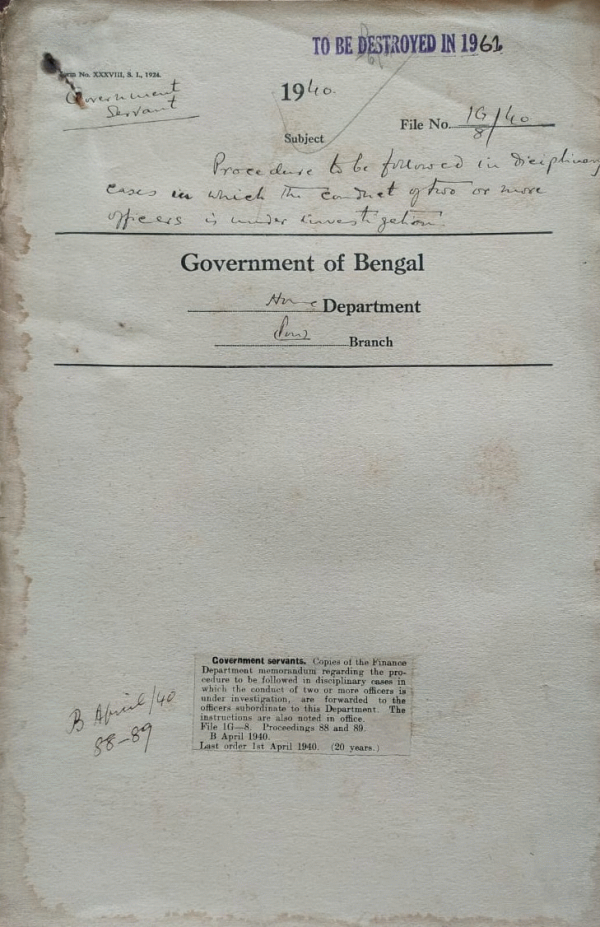 TO BE DESTROYED IN 1961
Form No. XXXVIII, S. I., 1938.
Government
Servant
1940.
File No. 1G/8/40
Subject
Procedure to be followed in diciplinary
cases in which the conduct of two or more
officers is under investigation.
Government of Bengal
Home Department
Branch
Government servants. Copies of the Finance
Department memorandum regarding the pro-
cedure to be followed in disciplinary cases in
which the conduct of two or more officers is
under investigation, are forwarded to the
officers subordinate to this Department. The
instructions are also noted in office.
File 1G—8. Proceedings 88 and 89.
B April 1940.
Last order 1st April 1940. (20 years.)
B April/40
88-89